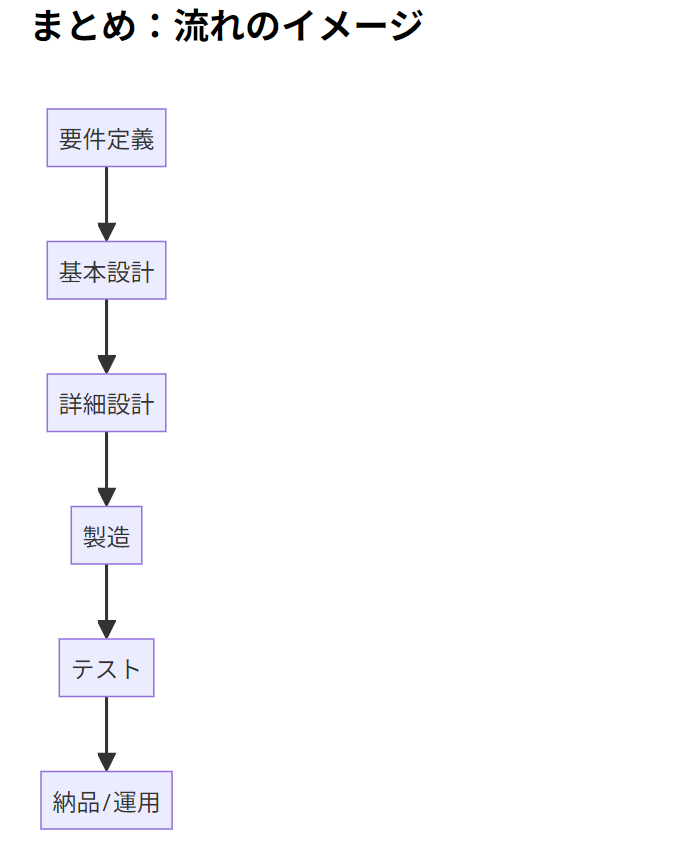 まとめ：流れのイメージ
要件定義
基本設計
詳細設計
製造
テスト
納品/運用